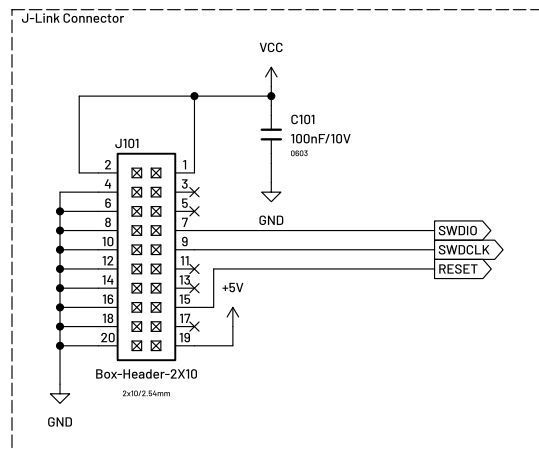 J-Link Connector
VCC
C101
100nF/10V
0603
J101
2 1
4 3
6 5
GND
8 7 SWDIO
10 9 SWDCLK
12 11 RESET
14 13 +5V
16 15
18 17
20 19
Box-Header-2X10
2x10/2.54mm
GND